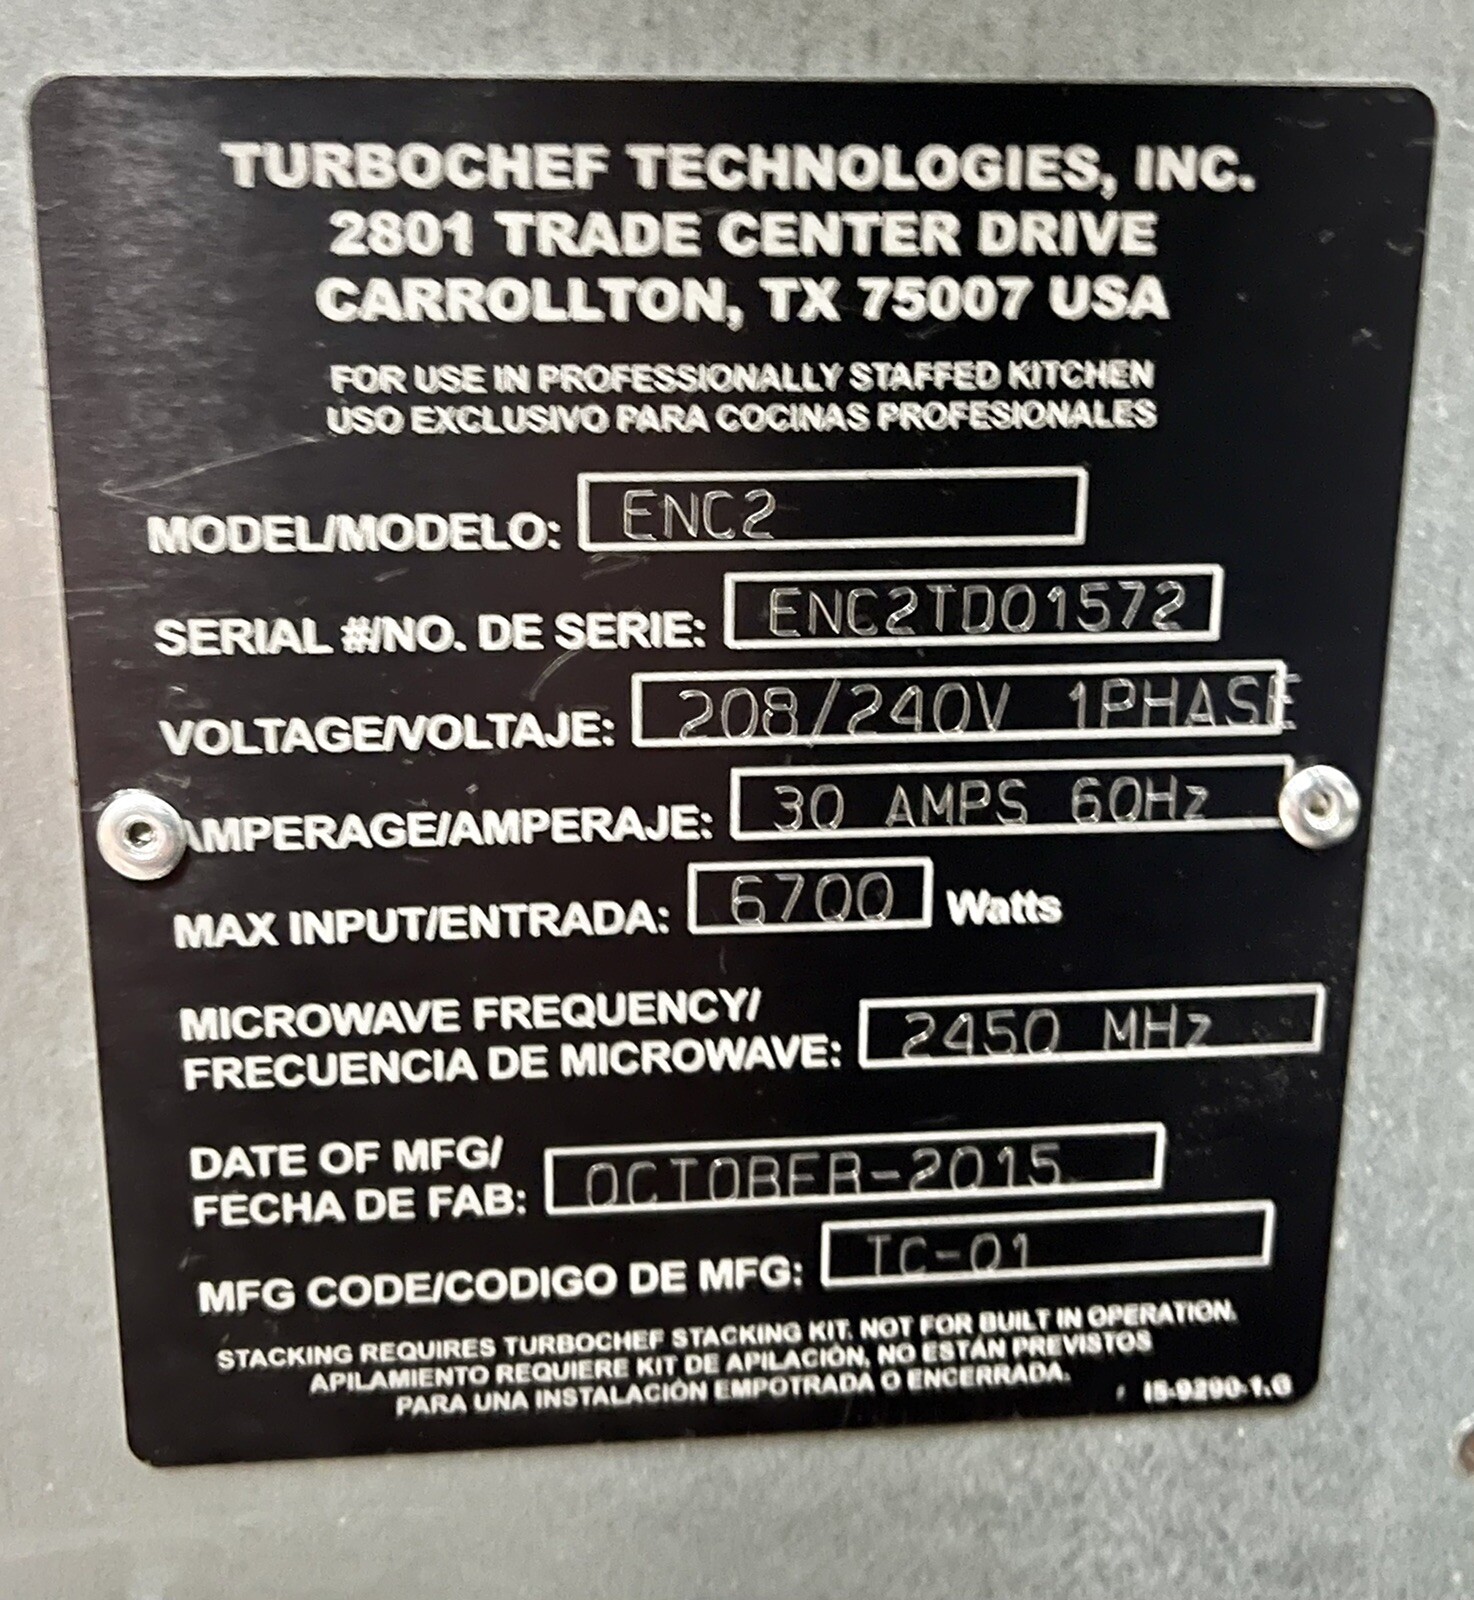 TURBOCHEF TECHNOLOGIES, INC.
2801 TRADE CENTER DRIVE
CARROLLTON, TX 75007 USA
FOR USE IN PROFESSIONALLY STAFFED KITCHEN
USO EXCLUSIVO PARA COCINAS PROFESIONALES
MODEL/MODELO: ENC2
SERIAL #/NO. DE SERIE: ENC2TD01572
VOLTAGE/VOLTAJE: 208/240V 1PHASE
AMPERAGE/AMPERAJE: 30 AMPS 60Hz
MAX INPUT/ENTRADA: 6700 Watts
MICROWAVE FREQUENCY/
FRECUENCIA DE MICROWAVE: 2450 MHz
DATE OF MFG/
FECHA DE FAB: OCTOBER-2015
MFG CODE/CODIGO DE MFG: TC-01
STACKING REQUIRES TURBOCHEF STACKING KIT. NOT FOR BUILT IN OPERATION.
APILAMIENTO REQUIERE KIT DE APILACIÓN. NO ESTÁN PREVISTOS
PARA UNA INSTALACIÓN EMPOTRADA O ENCERRADA.